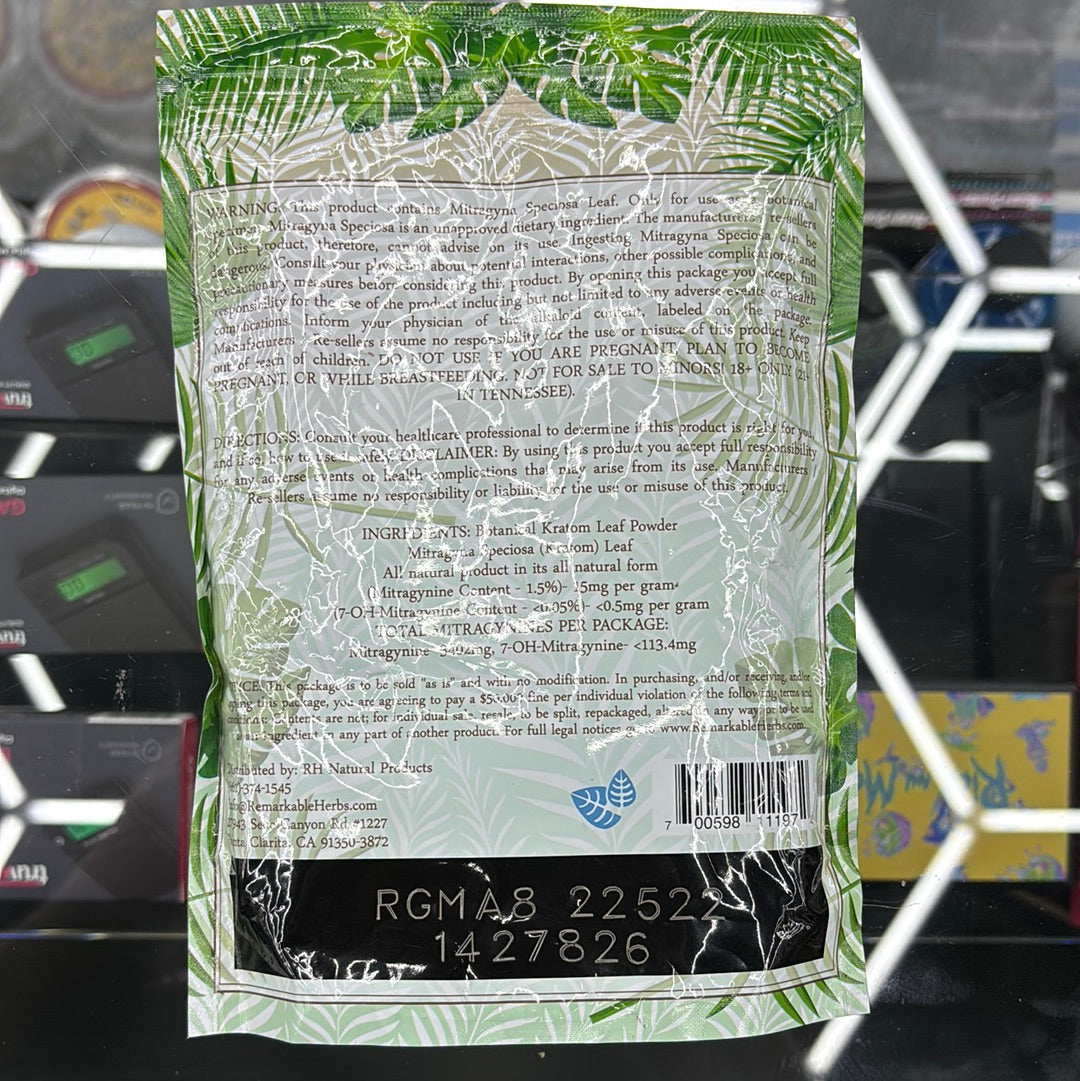 WARNING: This product contains Mitragyna Speciosa Leaf. Only for use as a botanical
Mitragyna Speciosa is an unapproved dietary ingredient. The manufacturers / re-sellers
of this product, therefore, cannot advise on its use. Ingesting Mitragyna Speciosa can be
dangerous. Consult your physician about potential interactions, other possible complications, and
precautionary measures before considering this product. By opening this package you accept full
responsibility for the use of the product including but not limited to any adverse events or health
complications. Inform your physician of the alkaloid content, labeled on the package.
Manufacturers / Re-sellers assume no responsibility for the use or misuse of this product. Keep
out of reach of children. DO NOT USE IF YOU ARE PREGNANT, PLAN TO BECOME
PREGNANT, OR WHILE BREASTFEEDING. NOT FOR SALE TO MINORS! 18+ ONLY (21+
IN TENNESSEE).
DIRECTIONS: Consult your healthcare professional to determine if this product is right for you,
and if so, how to use it safely. DISCLAIMER: By using this product you accept full responsibility
for any adverse events or health complications that may arise from its use. Manufacturers /
Re-sellers assume no responsibility or liability for the use or misuse of this product.
INGREDIENTS: Botanical Kratom Leaf Powder
Mitragyna Speciosa (Kratom) Leaf
All natural product in its all natural form
(Mitragynine Content - 1.5%)- 15mg per gram
(7-OH-Mitragynine Content - <0.05%)- <0.5mg per gram
TOTAL MITRAGYNINES PER PACKAGE:
Mitragynine- 3402mg, 7-OH-Mitragynine- <113.4mg
This package is to be sold "as is" and with no modification. In purchasing, and/or receiving, and/or
opening this package, you are agreeing to pay a $50,000 fine per individual violation of the following terms and
conditions: Contents are not; for individual sale, resale, to be split, repackaged, altered in any way or to be used
as an ingredient in any part of another product. For full legal notices go to www.RemarkableHerbs.com
Distributed by: RH Natural Products
-374-1545
info@RemarkableHerbs.com
Canyon Rd #1227
Santa Clarita, CA 91350-3872
7 00598 11197
RGMA8 22522
1427826